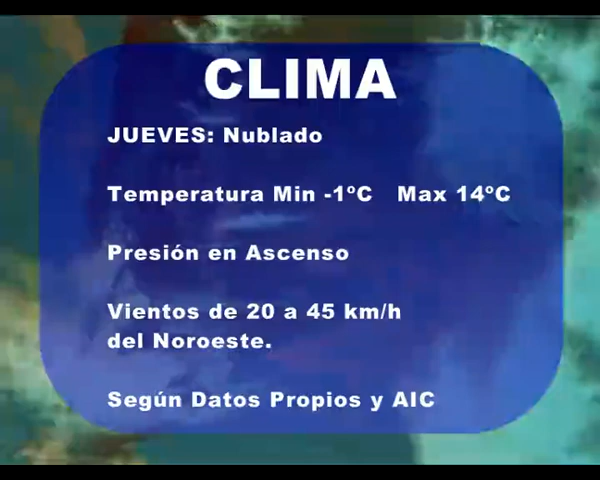 CLIMA
JUEVES: Nublado
Temperatura Min -1ºC   Max 14ºC
Presión en Ascenso
Vientos de 20 a 45 km/h
del Noroeste.
Según Datos Propios y AIC